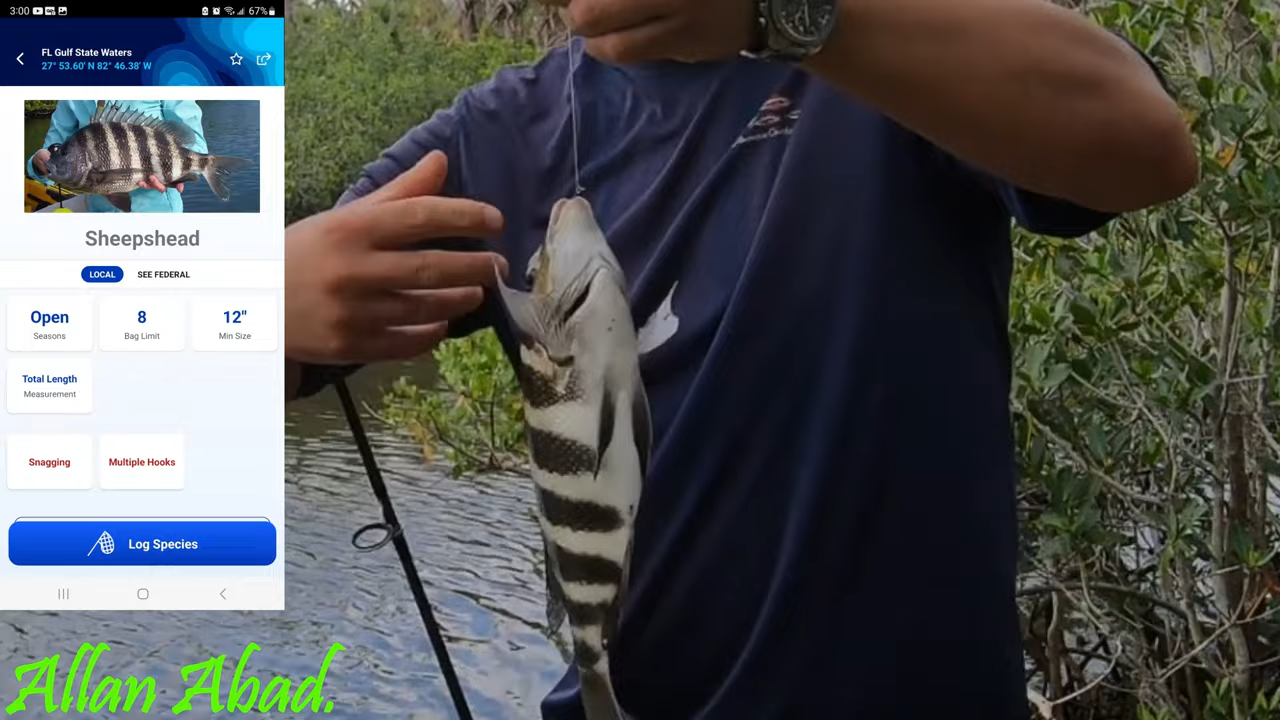 3:00
67%
FL Gulf State Waters
27° 53.60' N 82° 46.38' W
Sheepshead
LOCAL
SEE FEDERAL
Open
Seasons
8
Bag Limit
12"
Min Size
Total Length
Measurement
Snagging
Multiple Hooks
Log Species
Allan Abad.